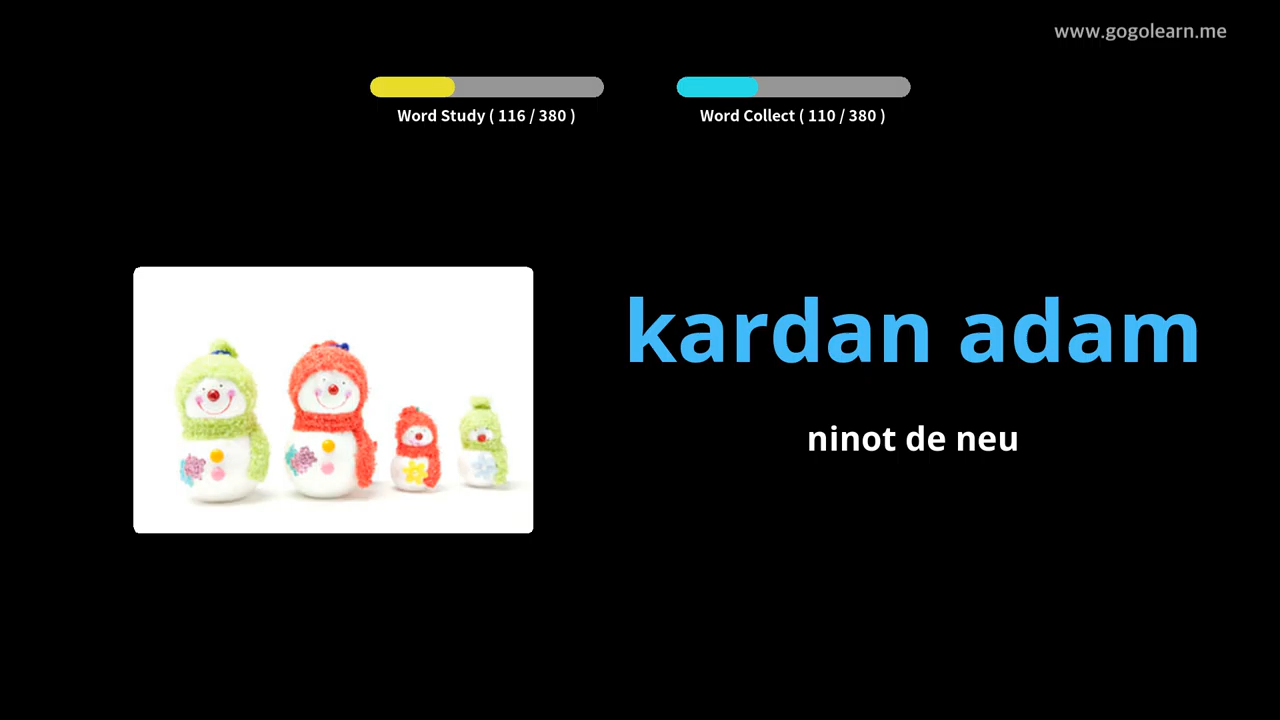 www.gogolearn.me
Word Study ( 116 / 380 )
Word Collect ( 110 / 380 )
kardan adam
ninot de neu